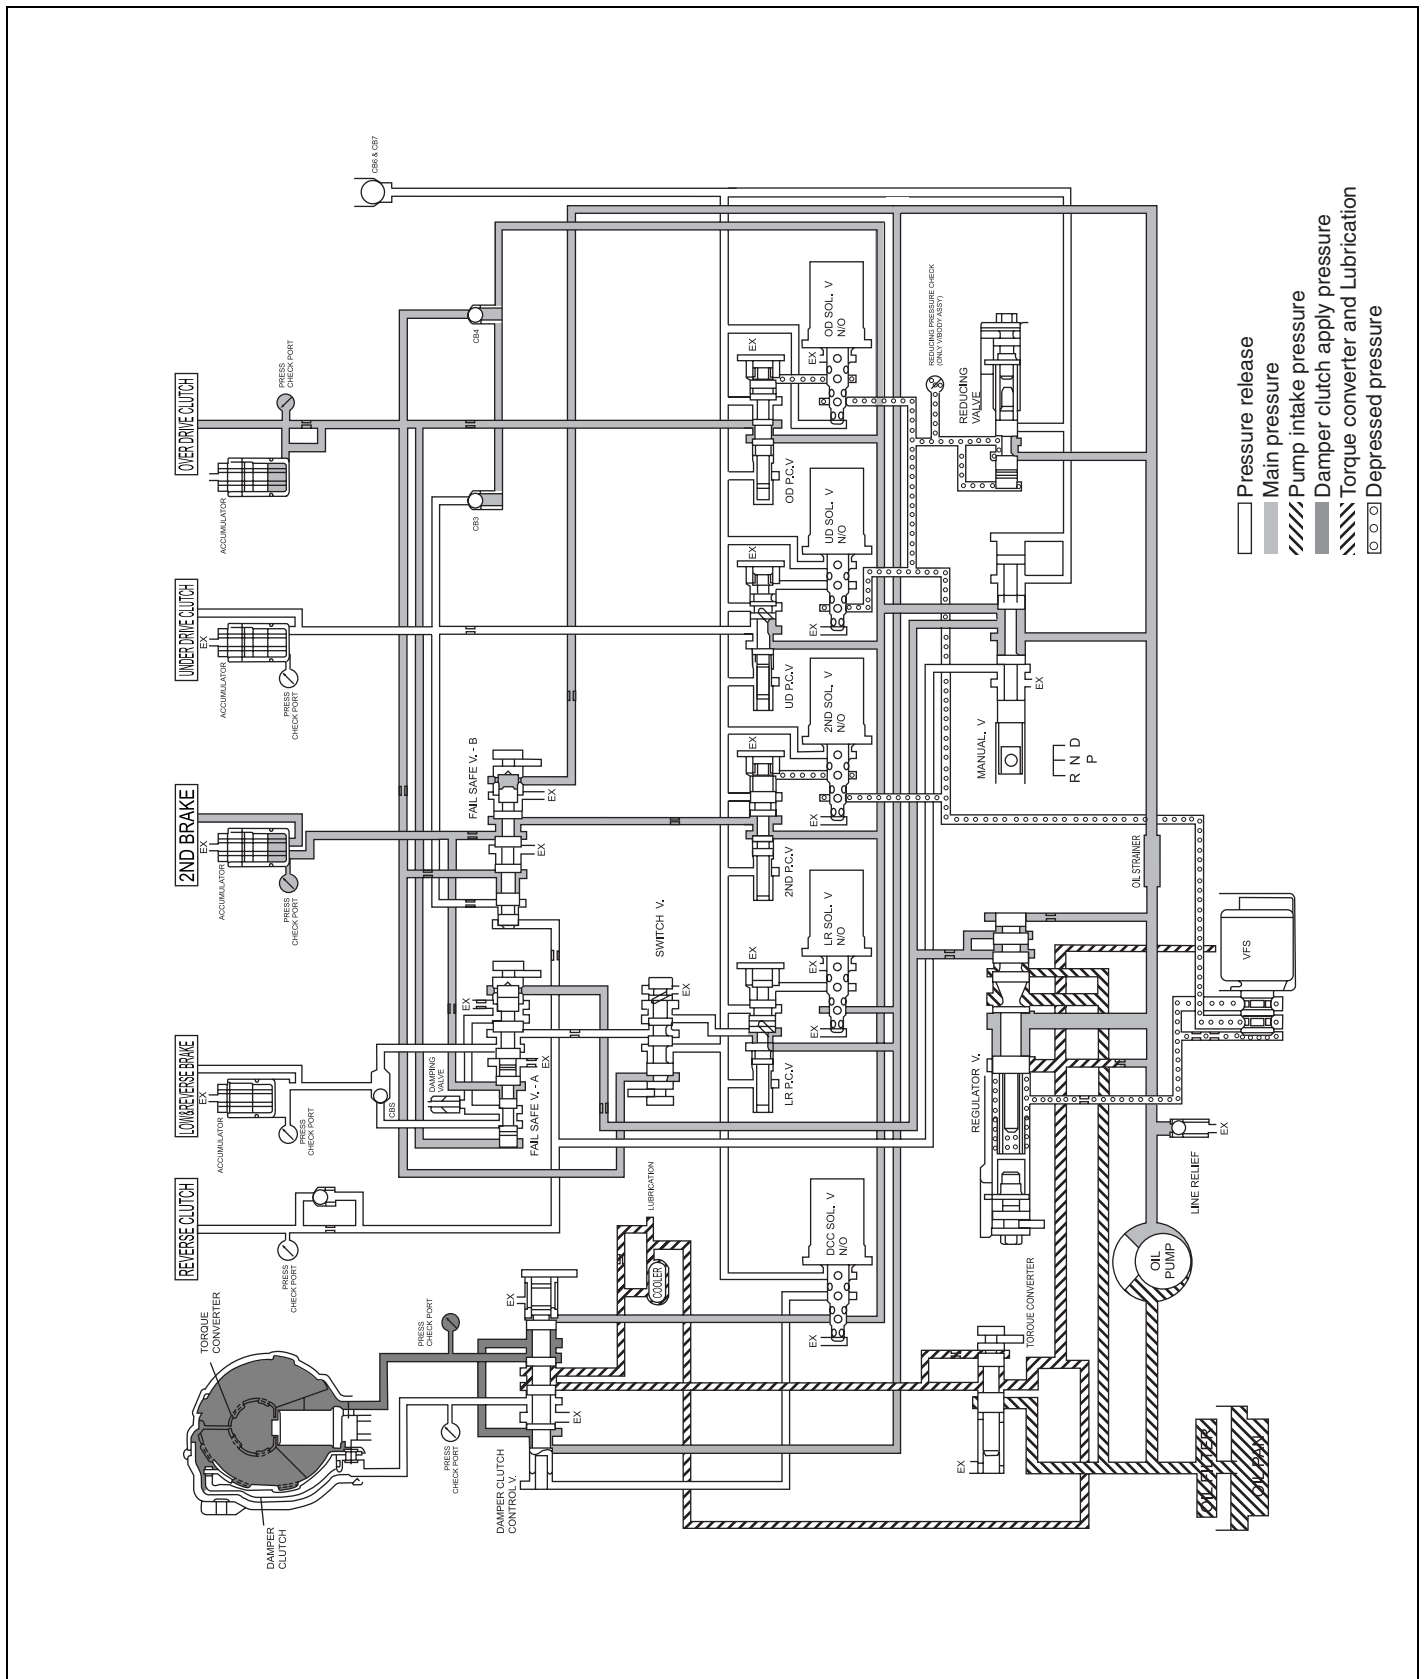 REVERSE CLUTCH
LOW&REVERSE BRAKE
2ND BRAKE
UNDER DRIVE CLUTCH
OVER DRIVE CLUTCH
ACCUMULATOR
EX
ACCUMULATOR
EX
ACCUMULATOR
EX
ACCUMULATOR
PRESS
CHECK PORT
PRESS
CHECK PORT
PRESS
CHECK PORT
PRESS
CHECK PORT
PRESS
CHECK PORT
TORQUE
CONVERTER
DAMPER
CLUTCH
PRESS
CHECK PORT
PRESS
CHECK PORT
CB6 & CB7
CBS
DAMPING
VALVE
CB3
CB4
DAMPER CLUTCH
CONTROL V.
EX
EX
FAIL SAFE V. - A
EX
EX
FAIL SAFE V. - B
EX
EX
LUBRICATION
COOLER
SWITCH V.
EX
LR P.C.V
EX
2ND P.C.V
EX
UD P.C.V
EX
OD P.C.V
EX
DCC SOL. V
N/O
EX
LR SOL. V
N/O
EX
EX
2ND SOL. V
N/O
EX
UD SOL. V
N/O
EX
OD SOL. V
N/O
EX
REDUCING PRESSURE CHECK
(ONLY V/BODY ASSY)
REDUCING
VALVE
MANUAL. V
EX
R N D
P
REGULATOR V.
TORQUE CONVERTER
EX
OIL STRAINER
VFS
LINE RELIEF
EX
OIL
PUMP
OIL FILTER
OIL PAN
Pressure release
Main pressure
Pump intake pressure
Damper clutch apply pressure
Torque converter and Lubrication
Depressed pressure